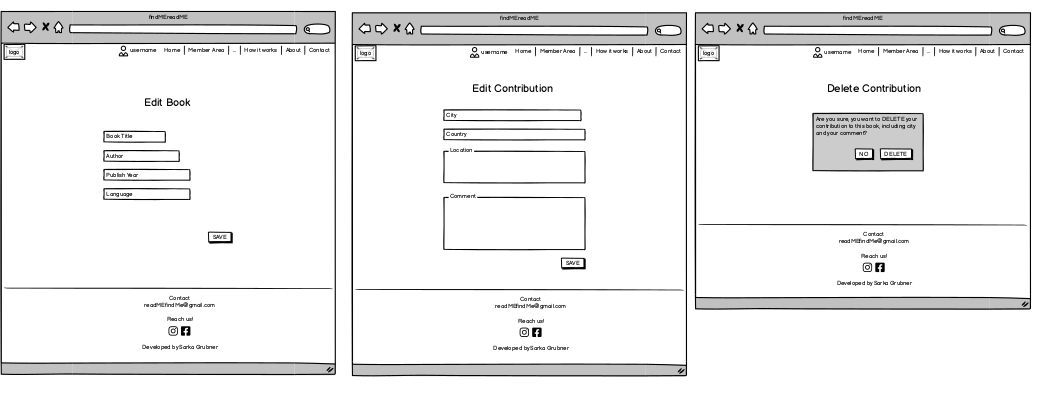 findMEreadME
logo
username Home Member Area ... How it works About Contact
Edit Book
Book Title
Author
Publish Year
Language
SAVE
Contact
readMEfindMe@gmail.com
Reach us!
Developed by Sarka Grubner
findMEreadME
logo
username Home Member Area ... How it works About Contact
Edit Contribution
City
Country
Location
Comment
SAVE
Contact
readMEfindMe@gmail.com
Reach us!
Developed by Sarka Grubner
findMEreadME
logo
username Home Member Area ... How it works About Contact
Delete Contribution
Are you sure, you want to DELETE your
contribution to this book, including city
and your comment?
NO DELETE
Contact
readMEfindMe@gmail.com
Reach us!
Developed by Sarka Grubner